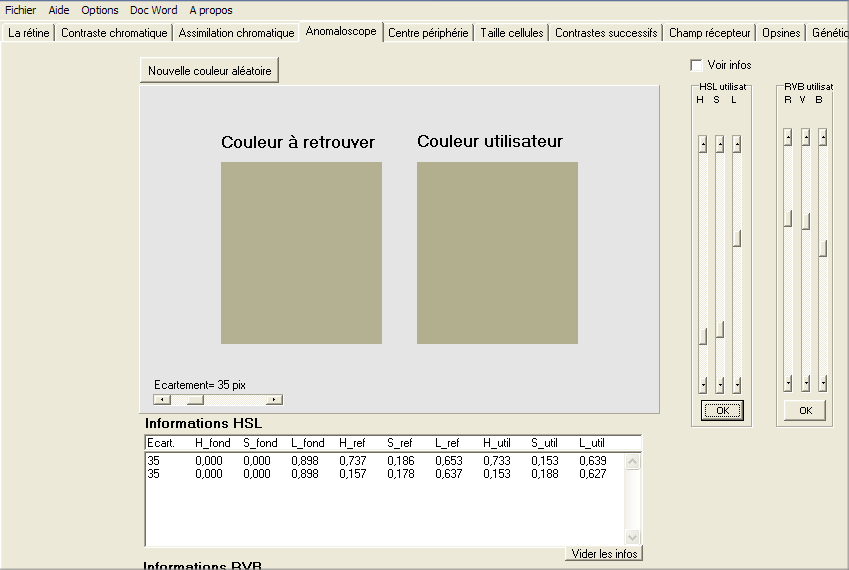 Fichier Aide Options Doc Word A propos
La rétine Contraste chromatique Assimilation chromatique Anomaloscope Centre périphérie Taille cellules Contrastes successifs Champ récepteur Opsines Génétiq
Nouvelle couleur aléatoire
Voir infos
HSL utilisat RVB utilisat
H S L R V B
Couleur à retrouver Couleur utilisateur
Ecartement= 35 pix
OK OK
Informations HSL
Ecart. H_fond S_fond L_fond H_ref S_ref L_ref H_util S_util L_util
35 0,000 0,000 0,898 0,737 0,186 0,653 0,733 0,153 0,639
35 0,000 0,000 0,898 0,157 0,178 0,637 0,153 0,188 0,627
Vider les infos
Informations RVB